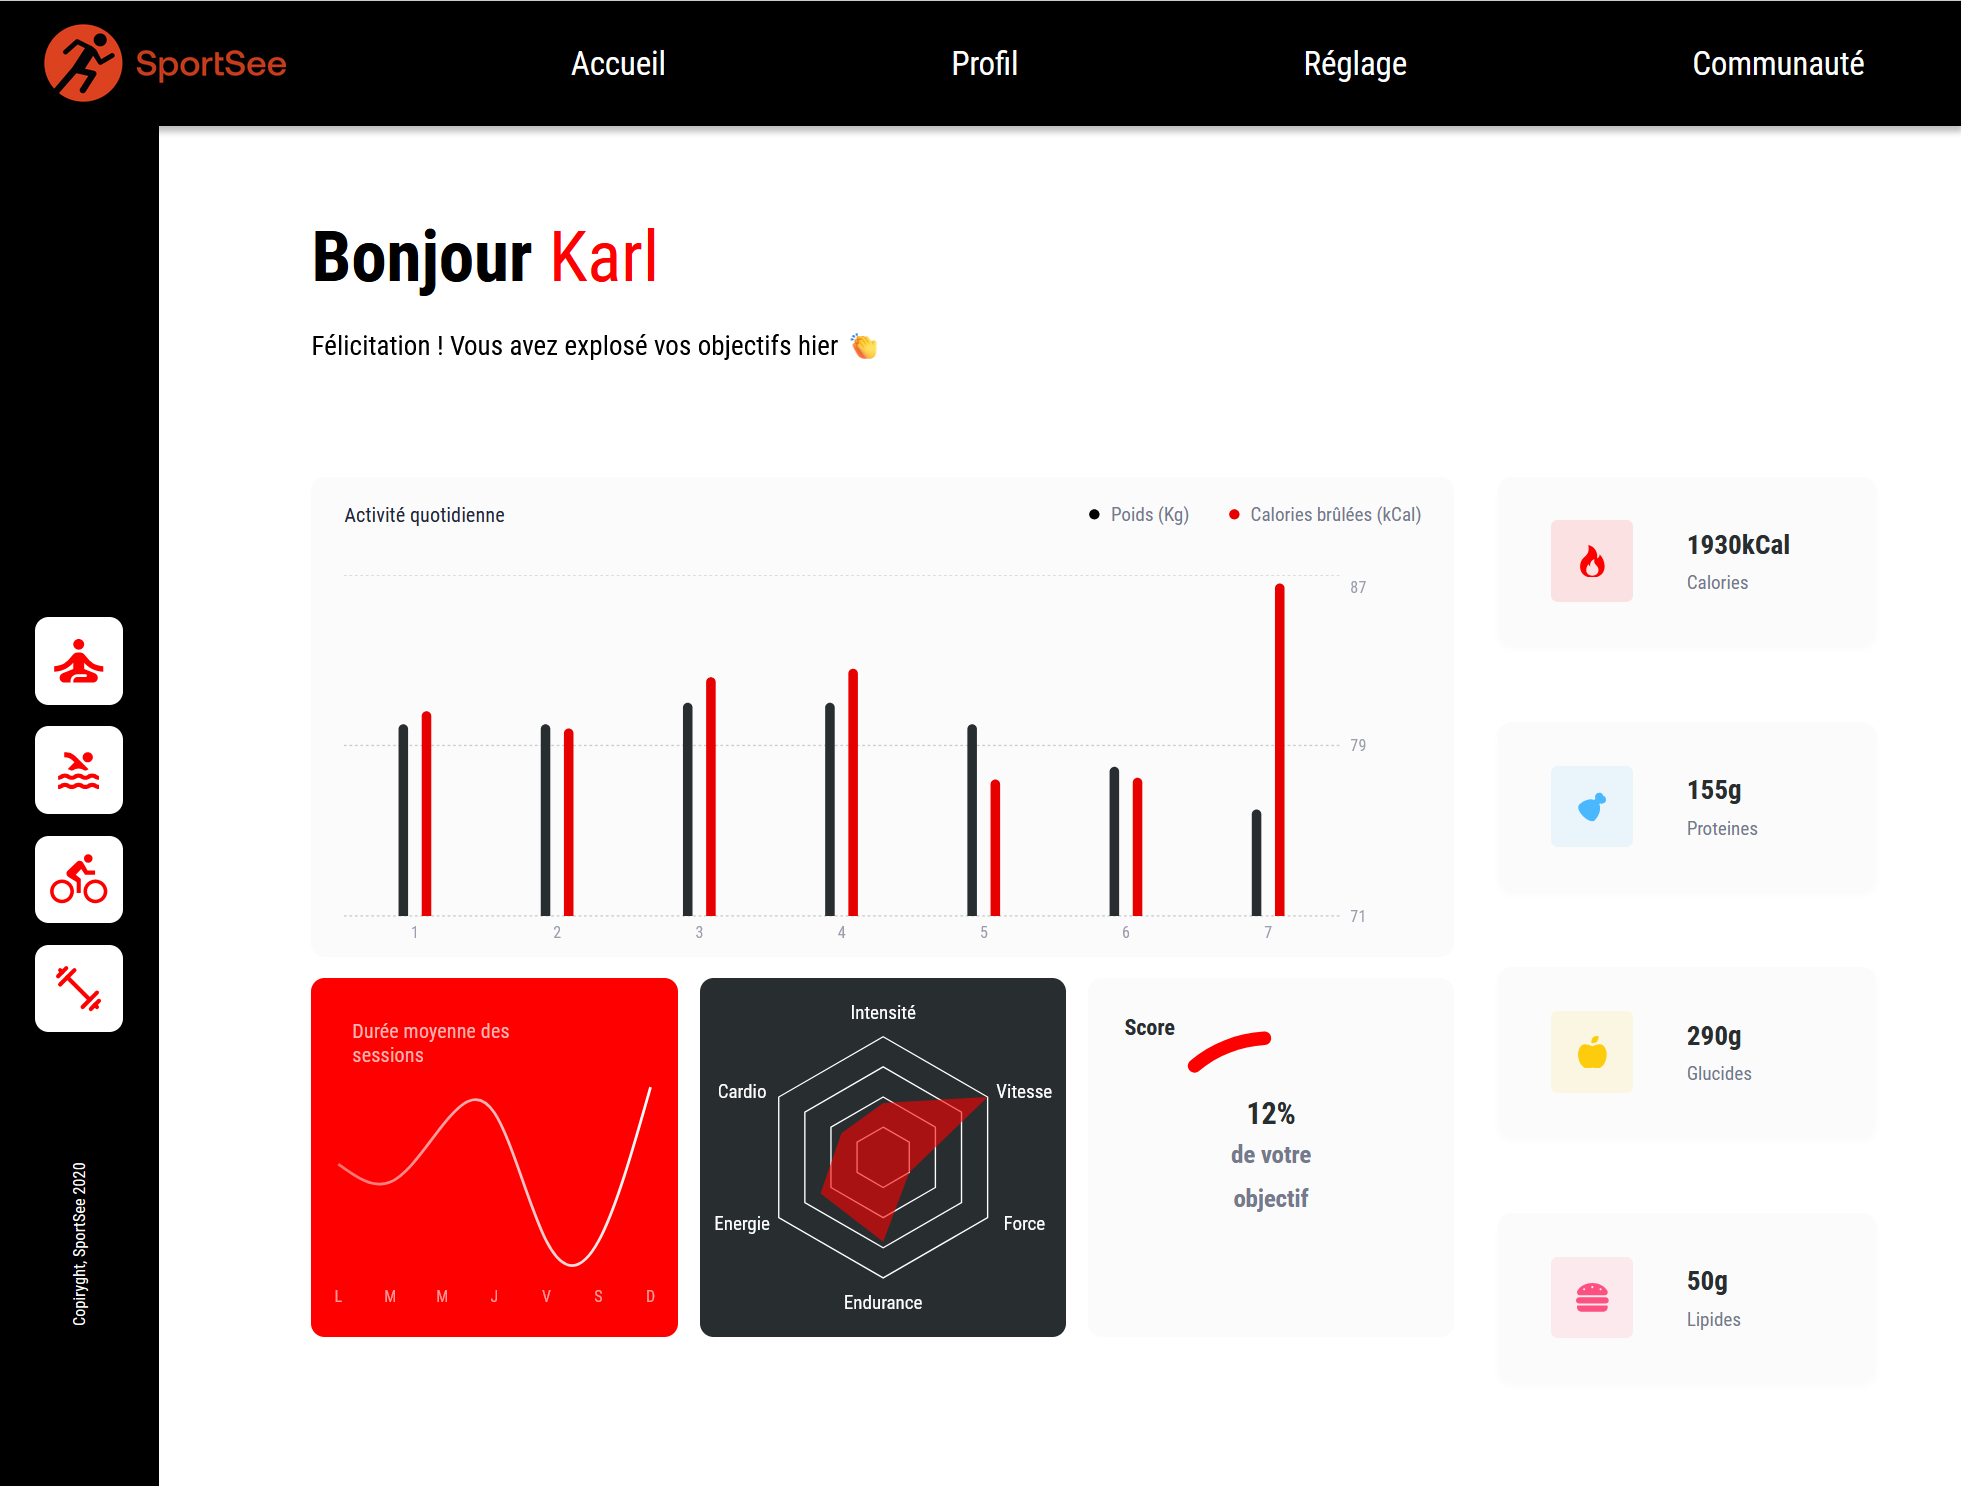 SportSee
Accueil
Profil
Réglage
Communauté
Bonjour Karl
Félicitation ! Vous avez explosé vos objectifs hier 👏
Activité quotidienne
Poids (Kg)
Calories brûlées (kCal)
87
79
71
1
2
3
4
5
6
7
1930kCal
Calories
155g
Proteines
290g
Glucides
50g
Lipides
Durée moyenne des
sessions
L
M
M
J
V
S
D
Intensité
Vitesse
Force
Endurance
Energie
Cardio
Score
12%
de votre
objectif
Copiryght, SportSee 2020